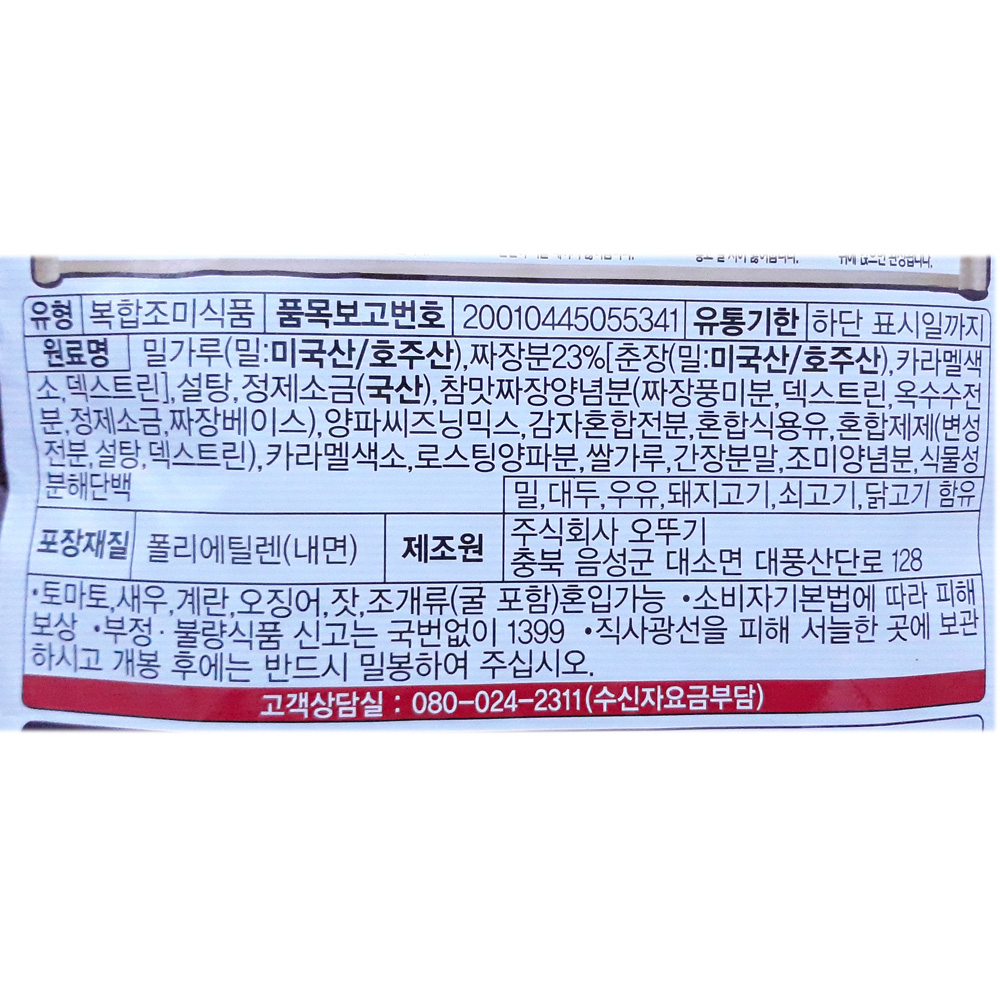 유형 복합조미식품 품목보고번호 20010445055341 유통기한 하단 표시일까지
원료명 밀가루(밀:미국산/호주산),짜장분23%[춘장(밀:미국산/호주산),카라멜색
소,덱스트린],설탕,정제소금(국산),참맛짜장양념분(짜장풍미분,덱스트린,옥수수전
분,정제소금,짜장베이스),양파씨즈닝믹스,감자혼합전분,혼합식용유,혼합제제(변성
전분,설탕,덱스트린),카라멜색소,로스팅양파분,쌀가루,간장분말,조미양념분,식물성
분해단백
밀,대두,우유,돼지고기,쇠고기,닭고기 함유
포장재질 폴리에틸렌(내면) 제조원 주식회사 오뚜기
충북 음성군 대소면 대풍산단로 128
•토마토,새우,계란,오징어,잣,조개류(굴 포함)혼입가능 •소비자기본법에 따라 피해
보상 •부정·불량식품 신고는 국번없이 1399 •직사광선을 피해 서늘한 곳에 보관
하시고 개봉 후에는 반드시 밀봉하여 주십시오.
고객상담실 : 080-024-2311(수신자요금부담)